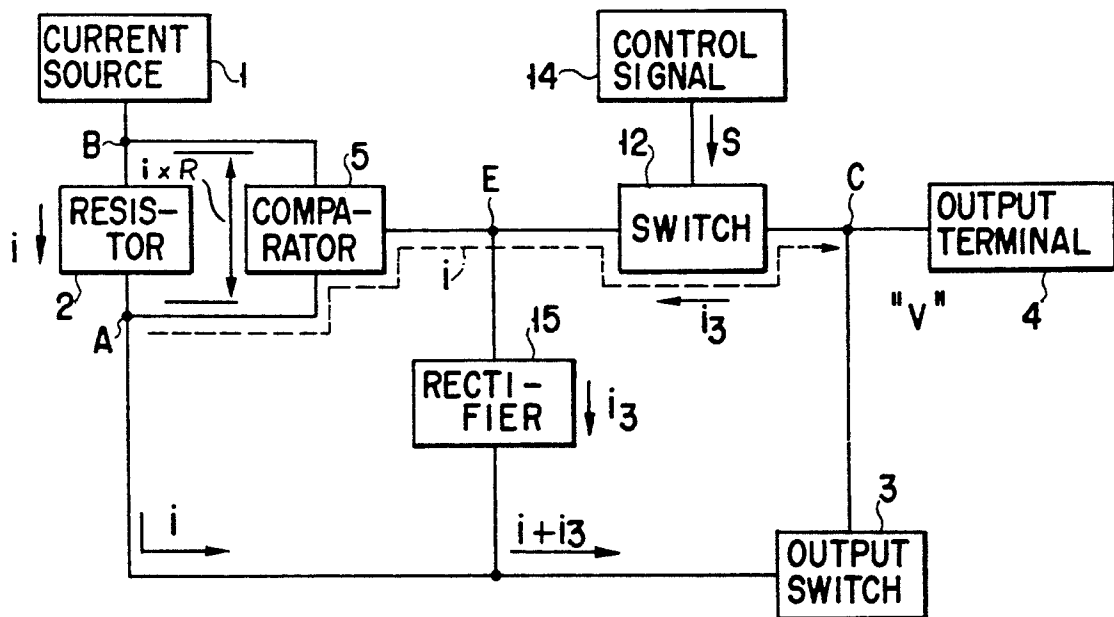 CURRENT
SOURCE
1
CONTROL
SIGNAL
14
S
B
i × R
5
E
12
C
RESIS-
TOR
i
2
COMPA-
RATOR
SWITCH
OUTPUT
TERMINAL
4
i
i3
"V"
A
15
RECTI-
FIER
i3
i
i+i3
3
OUTPUT
SWITCH